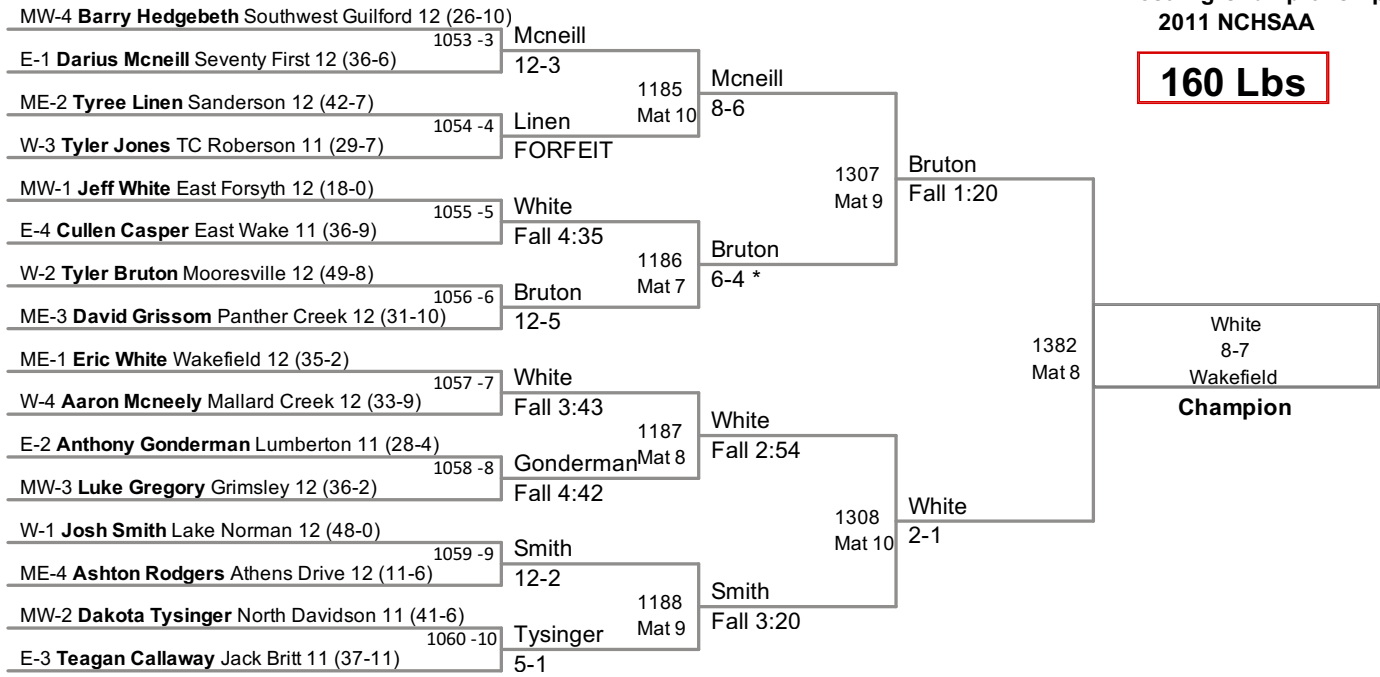 MW-4 Barry Hedgebeth Southwest Guilford 12 (26-10)
1053 -3
E-1 Darius Mcneill Seventy First 12 (36-6)
ME-2 Tyree Linen Sanderson 12 (42-7)
1054 -4
W-3 Tyler Jones TC Roberson 11 (29-7)
MW-1 Jeff White East Forsyth 12 (18-0)
1055 -5
E-4 Cullen Casper East Wake 11 (36-9)
W-2 Tyler Bruton Mooresville 12 (49-8)
1056 -6
ME-3 David Grissom Panther Creek 12 (31-10)
ME-1 Eric White Wakefield 12 (35-2)
1057 -7
W-4 Aaron Mcneely Mallard Creek 12 (33-9)
E-2 Anthony Gonderman Lumberton 11 (28-4)
1058 -8
MW-3 Luke Gregory Grimsley 12 (36-2)
W-1 Josh Smith Lake Norman 12 (48-0)
1059 -9
ME-4 Ashton Rodgers Athens Drive 12 (11-6)
MW-2 Dakota Tysinger North Davidson 11 (41-6)
1060 -10
E-3 Teagan Callaway Jack Britt 11 (37-11)
Mcneill
12-3
1185
Mat 10
Linen
FORFEIT
White
Fall 4:35
1186
Mat 7
Bruton
12-5
White
Fall 3:43
1187
Mat 8
Gonderman
Fall 4:42
Smith
12-2
1188
Mat 9
Tysinger
5-1
Mcneill
8-6
1307
Mat 9
Bruton
6-4 *
White
Fall 2:54
1308
Mat 10
Smith
Fall 3:20
Bruton
Fall 1:20
1382
Mat 8
White
2-1
2011 NCHSAA
160 Lbs
White
8-7
Wakefield
Champion